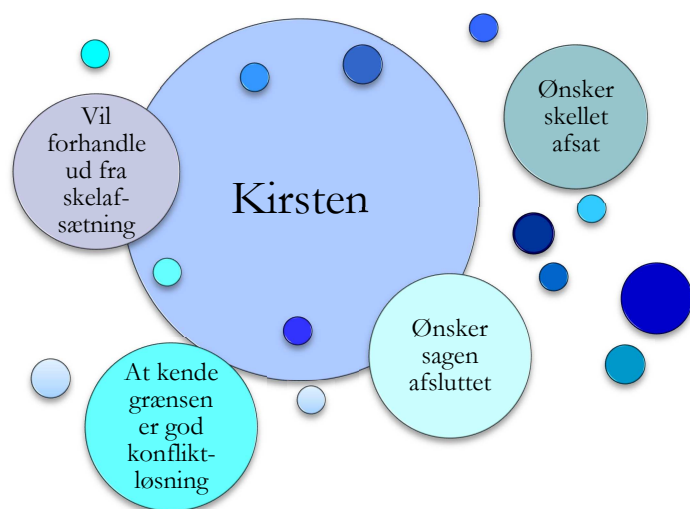 Vil
forhandle
ud fra
skelaf-
sætning
Kirsten
Ønsker
skellet
afsat
Ønsker
sagen
afsluttet
At kende
grænsen
er god
konflikt-
løsning